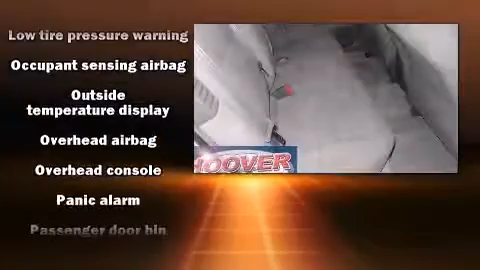 Low tire pressure warning
Occupant sensing airbag
Outside
temperature display
Overhead airbag
Overhead console
Panic alarm
Passenger door bin
HOOVER